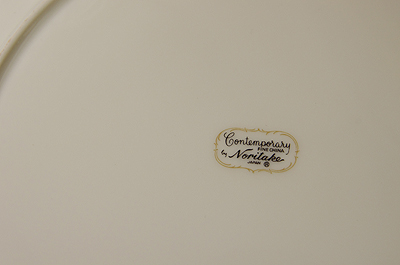 Contemporary
FINE CHINA
by Noritake
JAPAN ©